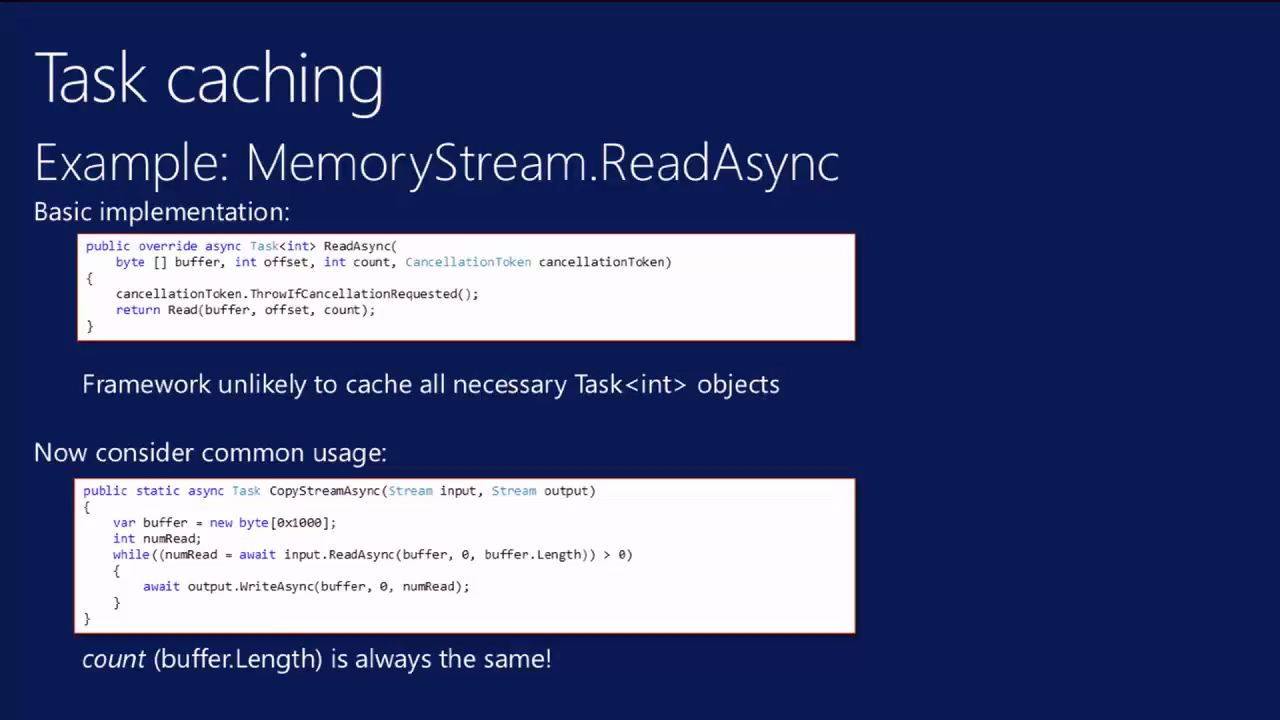 Task caching
Example: MemoryStream.ReadAsync
Basic implementation:
public override async Task<int> ReadAsync(
    byte [] buffer, int offset, int count, CancellationToken cancellationToken)
{
    cancellationToken.ThrowIfCancellationRequested();
    return Read(buffer, offset, count);
}
Framework unlikely to cache all necessary Task<int> objects
Now consider common usage:
public static async Task CopyStreamAsync(Stream input, Stream output)
{
    var buffer = new byte[0x1000];
    int numRead;
    while((numRead = await input.ReadAsync(buffer, 0, buffer.Length)) > 0)
    {
        await output.WriteAsync(buffer, 0, numRead);
    }
}
count (buffer.Length) is always the same!